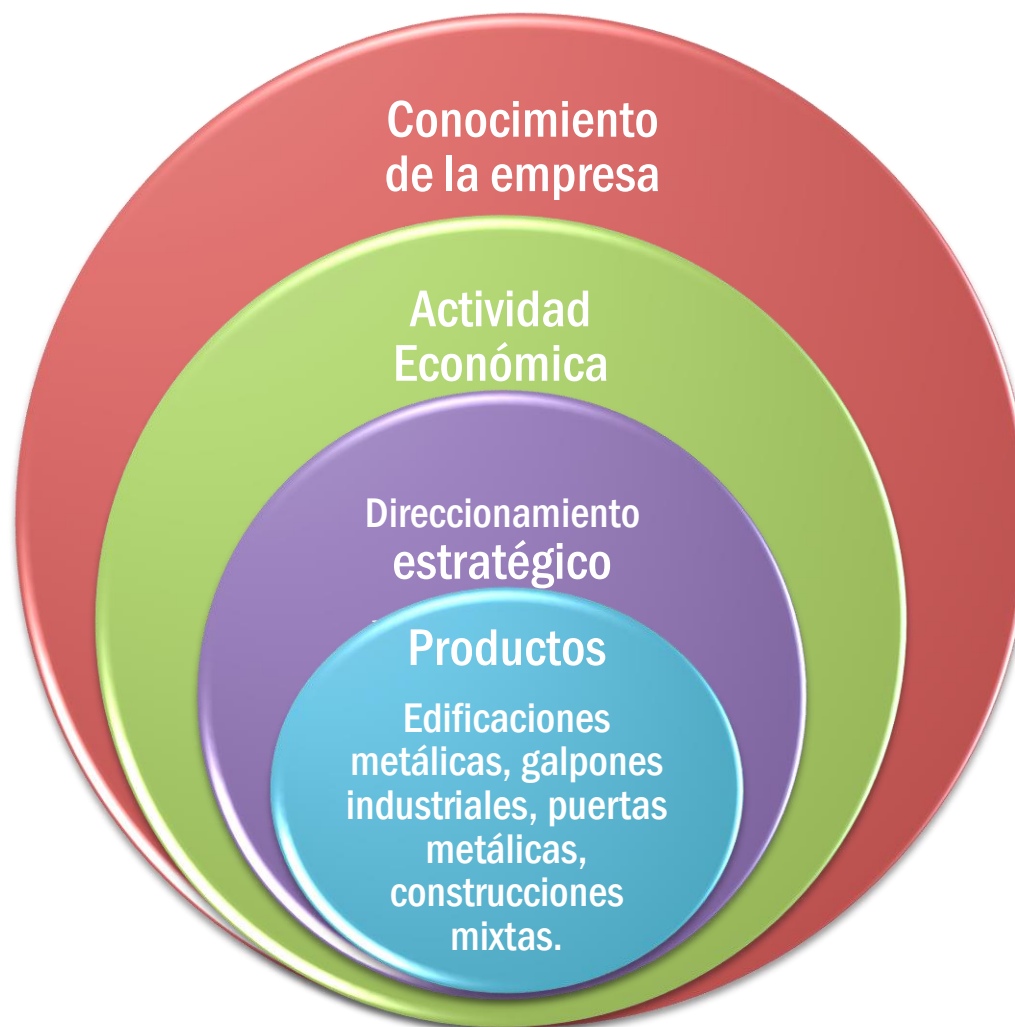 Conocimiento
de la empresa
Actividad
Económica
Direccionamiento
estratégico
Productos
Edificaciones
metálicas, galpones
industriales, puertas
metálicas,
construcciones
mixtas.